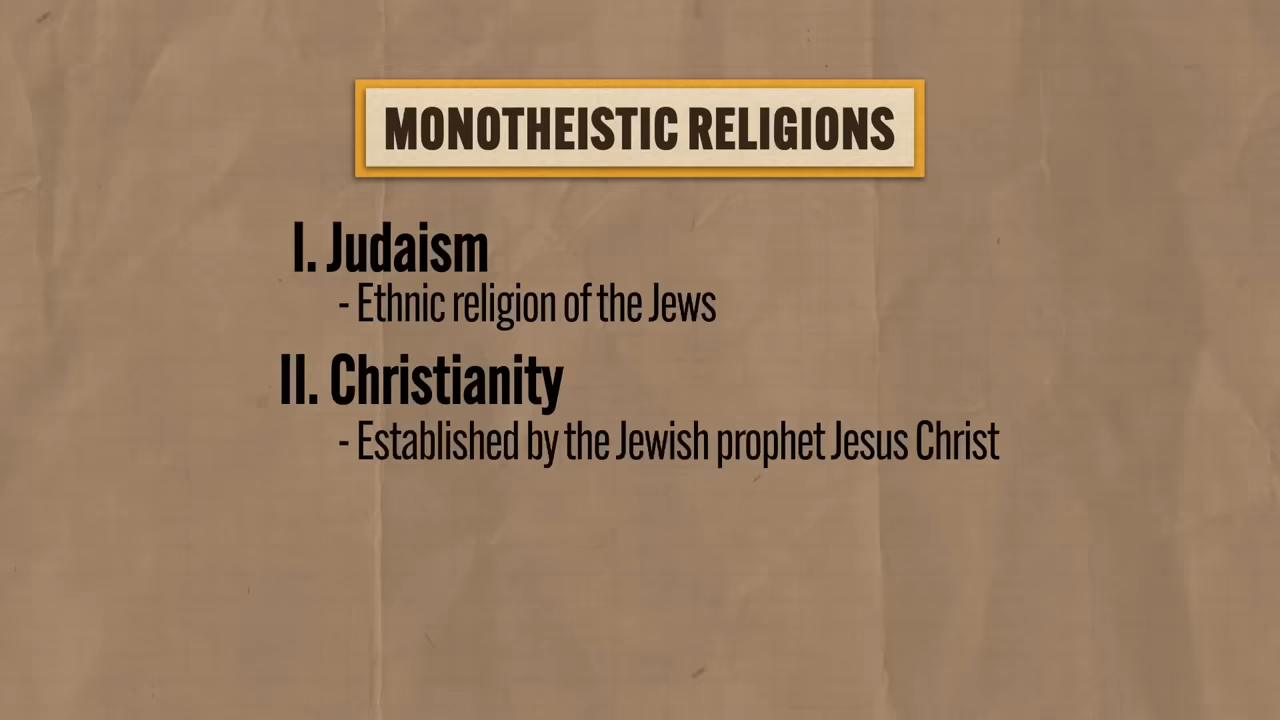 MONOTHEISTIC RELIGIONS
I. Judaism
- Ethnic religion of the Jews
II. Christianity
- Established by the Jewish prophet Jesus Christ